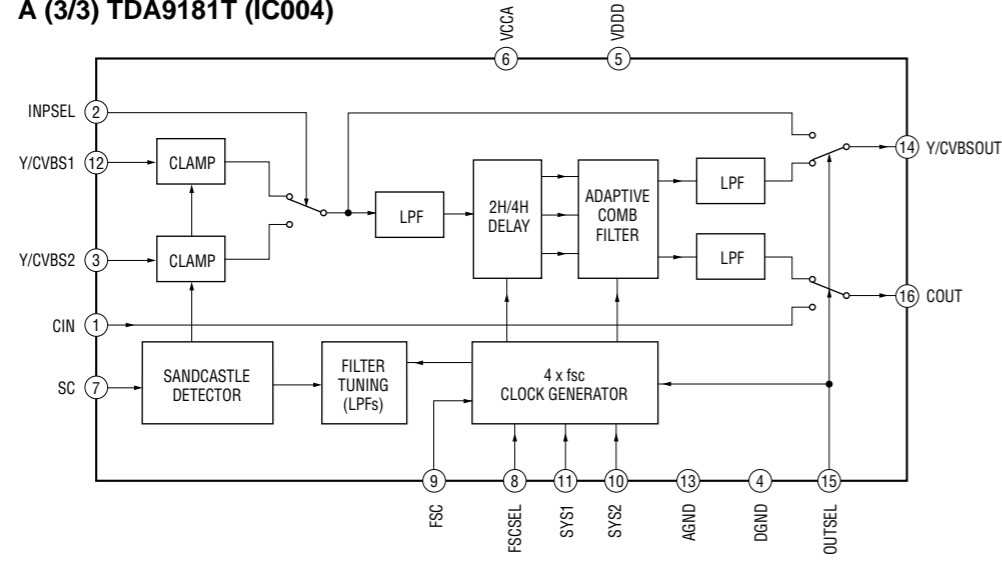 A (3/3) TDA9181T (IC004)
VCCA
VDDD
6
5
INPSEL
2
Y/CVBS1
12
CLAMP
14
Y/CVBSOUT
LPF
LPF
2H/4H
DELAY
ADAPTIVE
COMB
FILTER
Y/CVBS2
3
CLAMP
LPF
16
COUT
CIN
1
SC
7
SANDCASTLE
DETECTOR
FILTER
TUNING
(LPFs)
4 x fsc
CLOCK GENERATOR
9
8
11
10
13
4
15
FSC
FSCSEL
SYS1
SYS2
AGND
DGND
OUTSEL